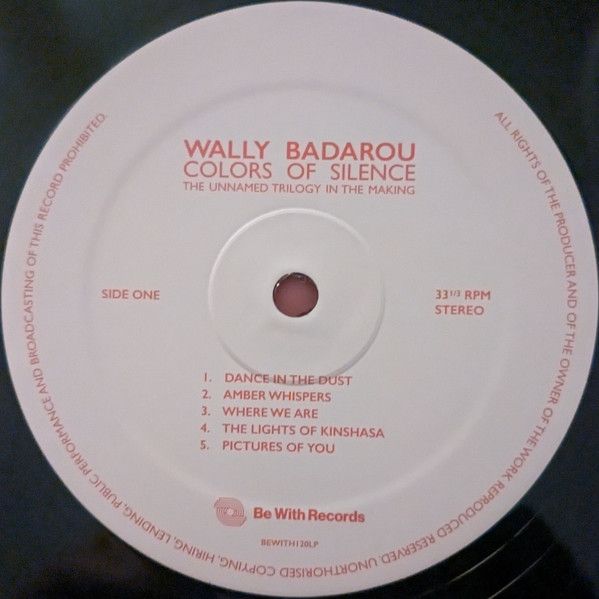 WALLY BADAROU
COLORS OF SILENCE
THE UNNAMED TRILOGY IN THE MAKING
SIDE ONE
33 1/3 RPM
STEREO
1. DANCE IN THE DUST
2. AMBER WHISPERS
3. WHERE WE ARE
4. THE LIGHTS OF KINSHASA
5. PICTURES OF YOU
Be With Records
BEWITH120LP
ALL RIGHTS OF THE PRODUCER AND OF THE OWNER OF THE WORK REPRODUCED RESERVED. UNAUTHORISED COPYING, HIRING, LENDING, PUBLIC PERFORMANCE AND BROADCASTING OF THIS RECORD PROHIBITED.